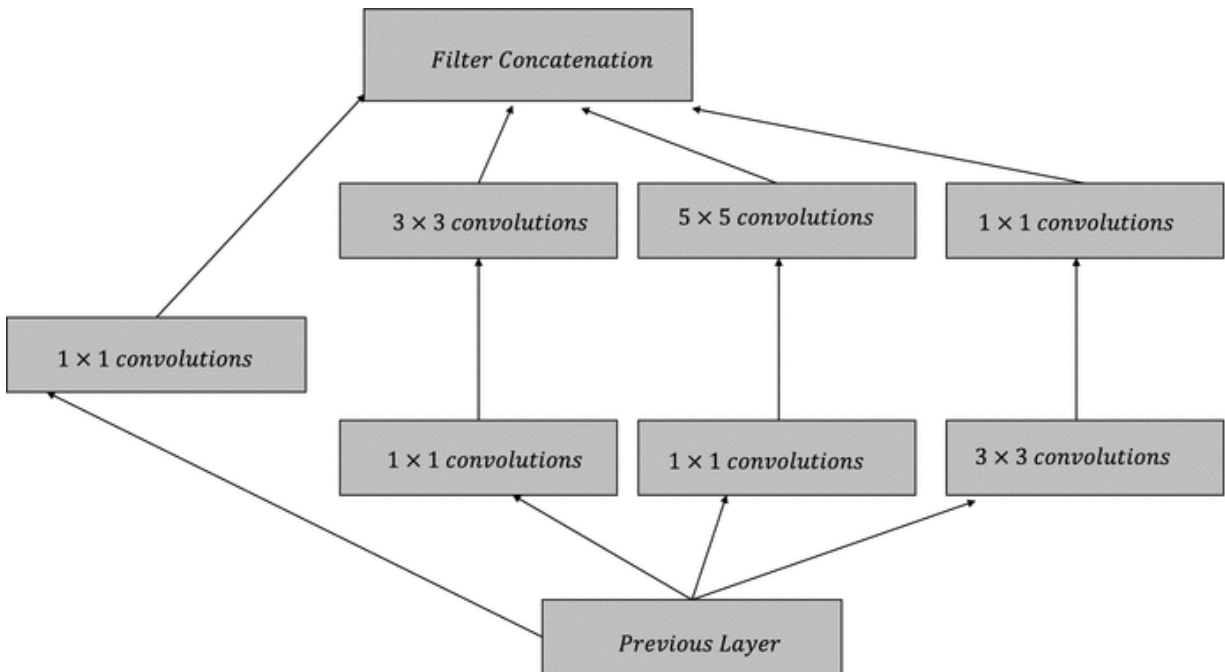 Filter Concatenation
3 × 3 convolutions
5 × 5 convolutions
1 × 1 convolutions
1 × 1 convolutions
1 × 1 convolutions
1 × 1 convolutions
3 × 3 convolutions
Previous Layer